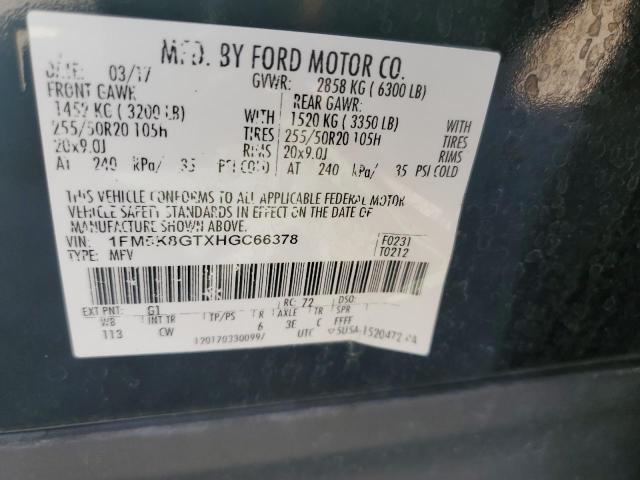 MFD. BY FORD MOTOR CO.
DATE: 03/17 GVWR: 2858 KG ( 6300 LB)
FRONT GAWR: REAR GAWR:
1452 KG ( 3200 LB) WITH 1520 KG ( 3350 LB) WITH
255/50R20 105H TIRES 255/50R20 105H TIRES
20x9.0J RIMS 20x9.0J RIMS
AT 240 kPa/ 35 PSI COLD AT 240 kPa/ 35 PSI COLD
THIS VEHICLE CONFORMS TO ALL APPLICABLE FEDERAL MOTOR
VEHICLE SAFETY STANDARDS IN EFFECT ON THE DATE OF
MANUFACTURE SHOWN ABOVE.
VIN: 1FM5K8GTXHGC66378 F0231
TYPE: MPV T0212
EXT PNT: G1 RC: 72 DSO:
WB INT TR TP/PS R AXLE TR SPR
113 CW 6 3E C FFFF
UTC